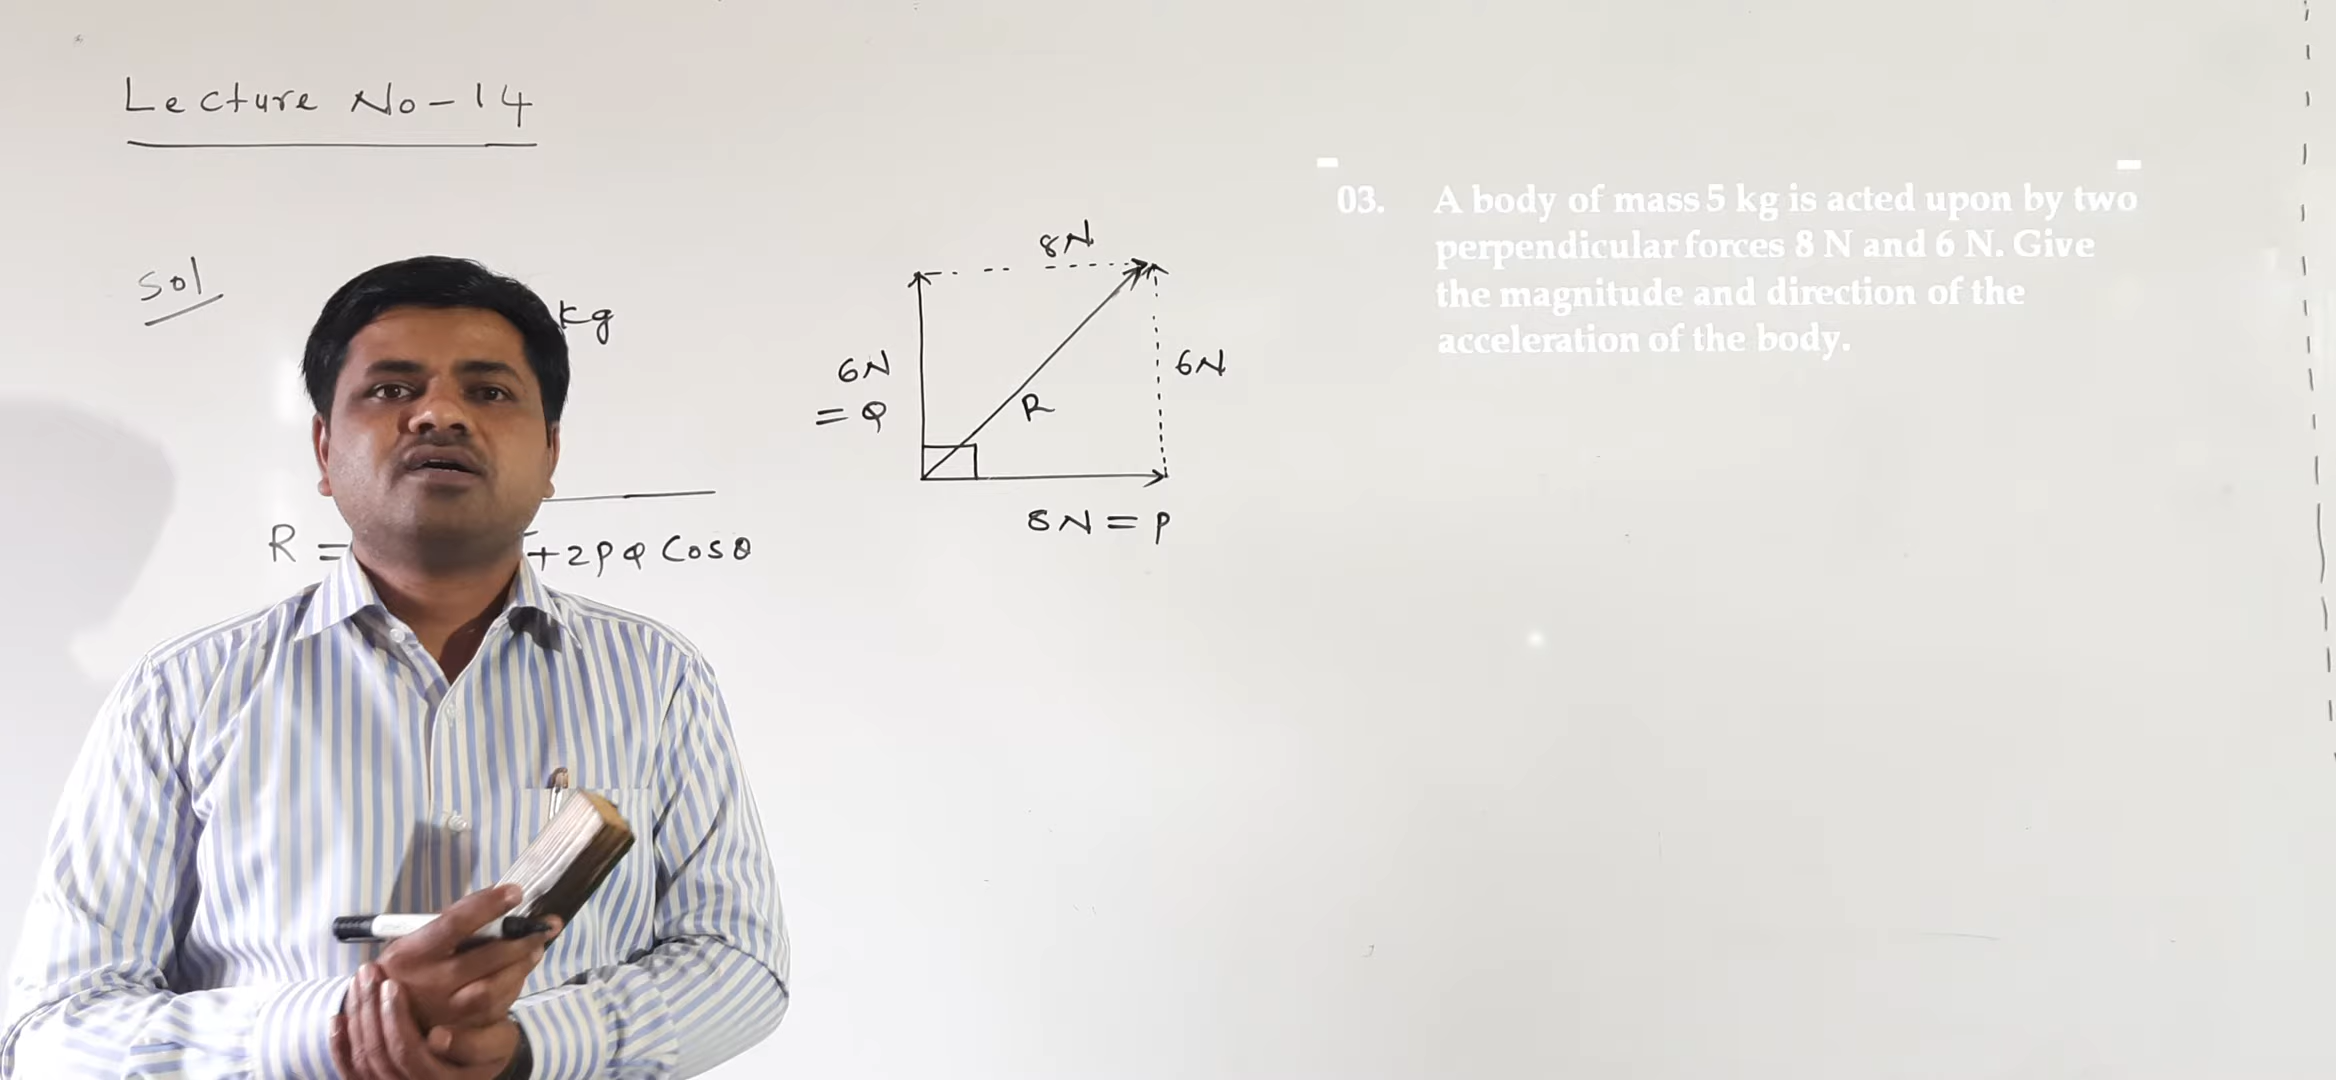 Lecture No-14
Sol
kg
R =
+2PQ Cosθ
8N
6N
= Q
R
6N
8N = P
03. A body of mass 5 kg is acted upon by two
perpendicular forces 8 N and 6 N. Give
the magnitude and direction of the
acceleration of the body.